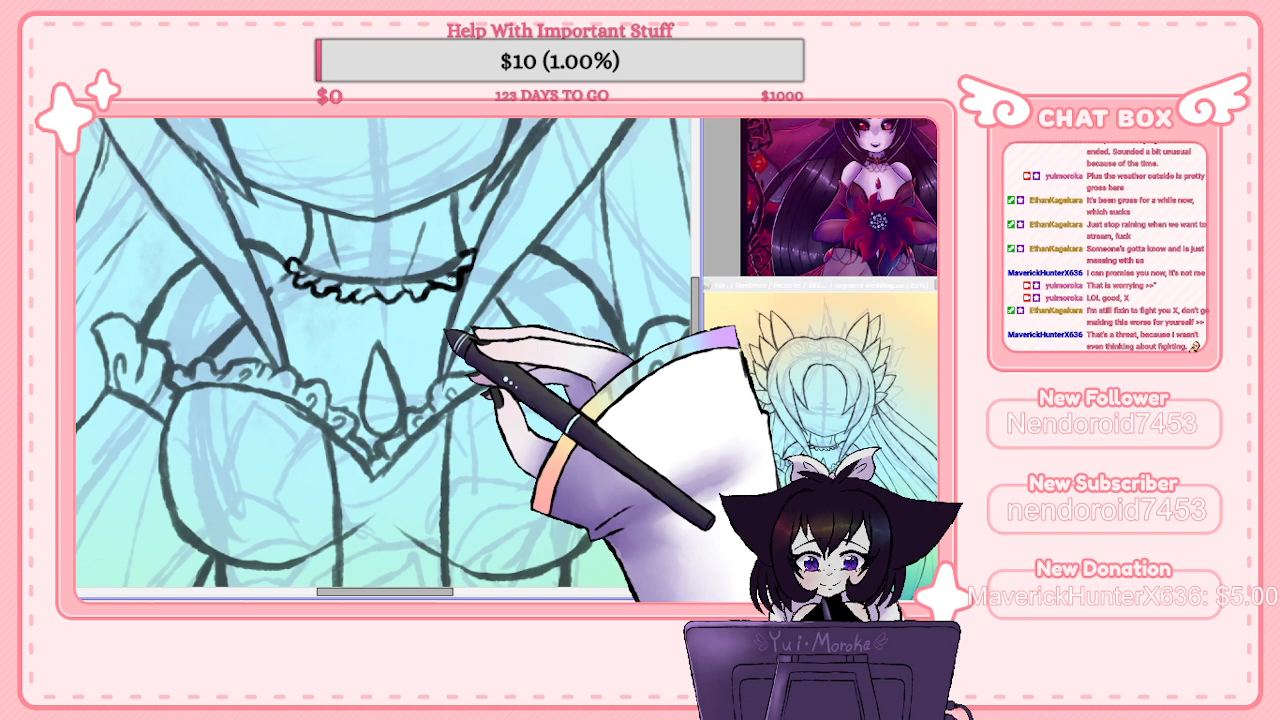 Help With Important Stuff
$10 (1.00%)
$0
123 DAYS TO GO
$1000
CHAT BOX
ended. Sounded a bit unusual
because of the time.
yuimoroka Plus the weather outside is pretty
gross here
EthanKagekara It's been gross for a while now,
which sucks
EthanKagekara Just stop raining when we want to
stream, fuck
EthanKagekara Someone's gotta know and is just
messing with us
MaverickHunterX636 I can promise you now, it's not me
yuimoroka That is worrying >>"
yuimoroka LOL good, X
EthanKagekara I'm still fixin to fight you X, don't go
making this worse for yourself >>
MaverickHunterX636 That's a threat, because I wasn't
even thinking about fighting.
New Follower
Nendoroid7453
New Subscriber
nendoroid7453
New Donation
MaverickHunterX636: $5.00
Yui·Moroka